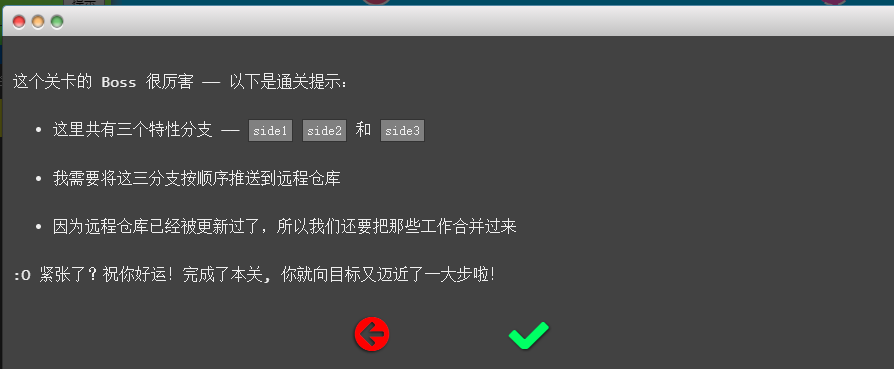 这个关卡的 Boss 很厉害 —— 以下是通关提示：
这里共有三个特性分支 —— side1 side2 和 side3
我需要将这三分支按顺序推送到远程仓库
因为远程仓库已经被更新过了，所以我们还要把那些工作合并过来
:O 紧张了？祝你好运！完成了本关, 你就向目标又迈近了一大步啦！